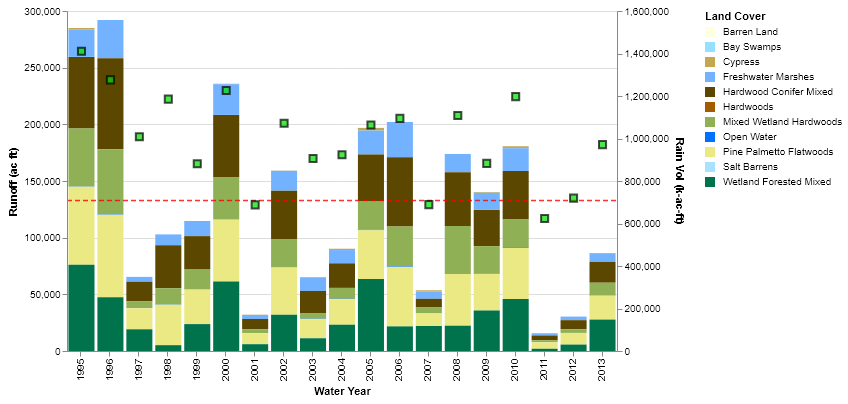 300,000
250,000
200,000
150,000
100,000
50,000
0
Runoff (ac ft)
1,600,000
1,400,000
1,200,000
1,000,000
800,000
600,000
400,000
200,000
0
Rain Vol (k-ac-ft)
1995
1996
1997
1998
1999
2000
2001
2002
2003
2004
2005
2006
2007
2008
2009
2010
2011
2012
2013
Water Year
Land Cover
Barren Land
Bay Swamps
Cypress
Freshwater Marshes
Hardwood Conifer Mixed
Hardwoods
Mixed Wetland Hardwoods
Open Water
Pine Palmetto Flatwoods
Salt Barrens
Wetland Forested Mixed